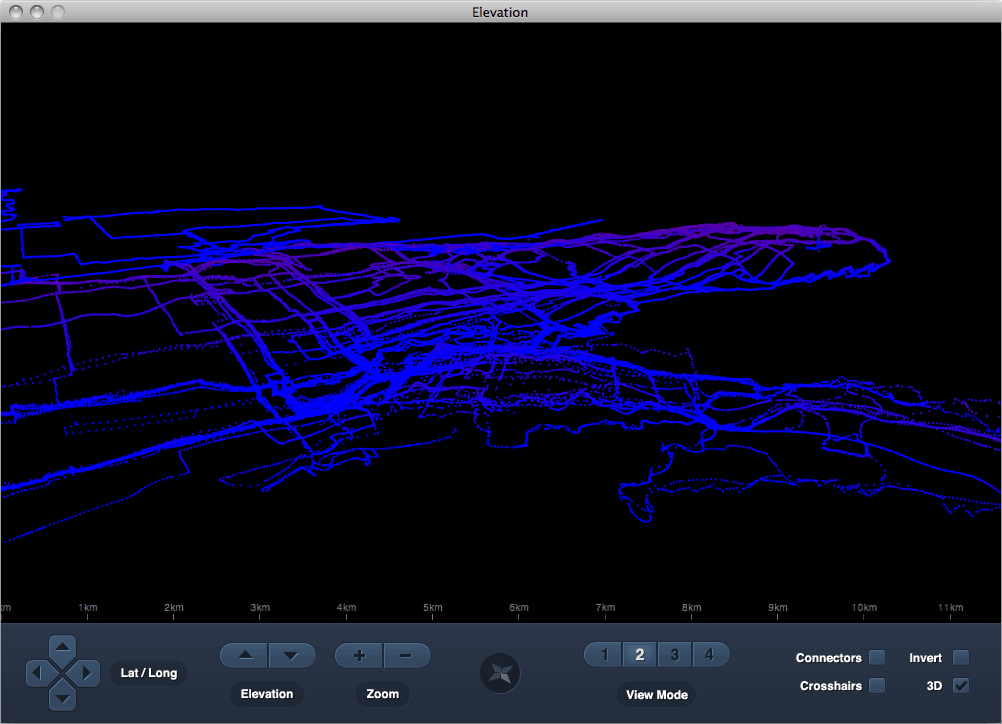 Elevation
km 1km 2km 3km 4km 5km 6km 7km 8km 9km 10km 11km
Lat / Long
Elevation
+ −
Zoom
1 2 3 4
View Mode
Connectors
Invert
Crosshairs
3D